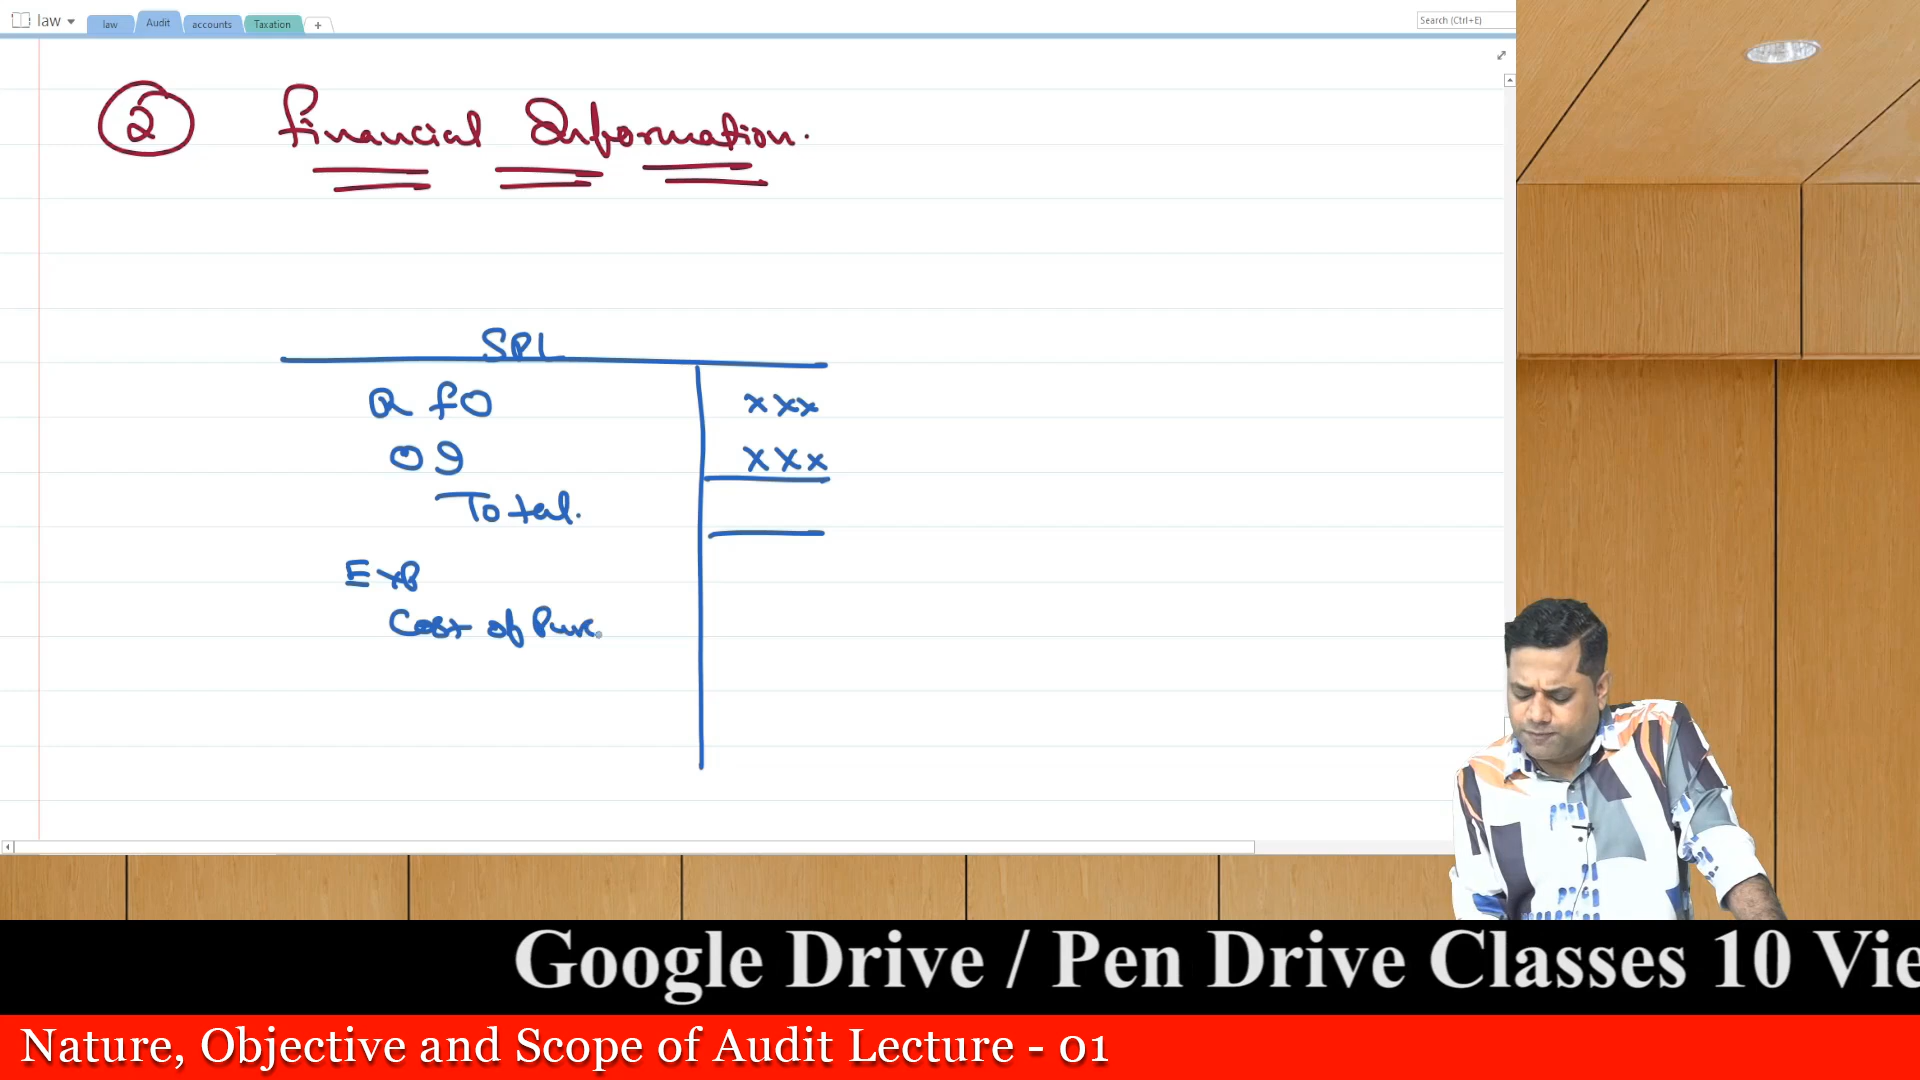 law
law Audit accounts Taxation +
Search (Ctrl+E)
2 Financial Information.
SPL
R fO xxx
O I xxx
Total.
Exp
Cost of Purc
Google Drive / Pen Drive Classes 10 Vie
Nature, Objective and Scope of Audit Lecture - 01